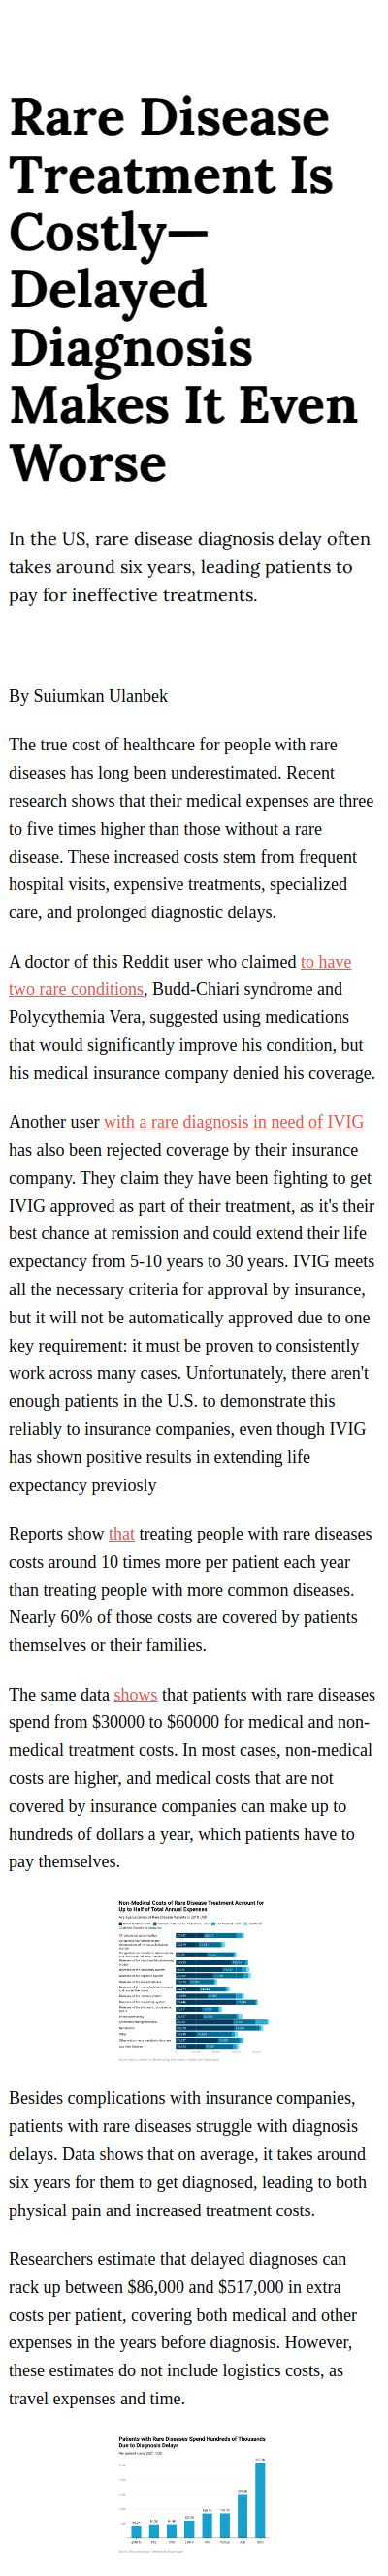 Rare Disease
Treatment Is
Costly—
Delayed
Diagnosis
Makes It Even
Worse
In the US, rare disease diagnosis delay often
takes around six years, leading patients to
pay for ineffective treatments.
By Suiumkan Ulanbek
The true cost of healthcare for people with rare
diseases has long been underestimated. Recent
research shows that their medical expenses are three
to five times higher than those without a rare
disease. These increased costs stem from frequent
hospital visits, expensive treatments, specialized
care, and prolonged diagnostic delays.
A doctor of this Reddit user who claimed to have
two rare conditions, Budd-Chiari syndrome and
Polycythemia Vera, suggested using medications
that would significantly improve his condition, but
his medical insurance company denied his coverage.
Another user with a rare diagnosis in need of IVIG
has also been rejected coverage by their insurance
company. They claim they have been fighting to get
IVIG approved as part of their treatment, as it's their
best chance at remission and could extend their life
expectancy from 5-10 years to 30 years. IVIG meets
all the necessary criteria for approval by insurance,
but it will not be automatically approved due to one
key requirement: it must be proven to consistently
work across many cases. Unfortunately, there aren't
enough patients in the U.S. to demonstrate this
reliably to insurance companies, even though IVIG
has shown positive results in extending life
expectancy previosly
Reports show that treating people with rare diseases
costs around 10 times more per patient each year
than treating people with more common diseases.
Nearly 60% of those costs are covered by patients
themselves or their families.
The same data shows that patients with rare diseases
spend from $30000 to $60000 for medical and non-
medical treatment costs. In most cases, non-medical
costs are higher, and medical costs that are not
covered by insurance companies can make up to
hundreds of dollars a year, which patients have to
pay themselves.
Non-Medical Costs of Rare Disease Treatment Account for
Up to Half of Total Annual Expenses
Besides complications with insurance companies,
patients with rare diseases struggle with diagnosis
delays. Data shows that on average, it takes around
six years for them to get diagnosed, leading to both
physical pain and increased treatment costs.
Researchers estimate that delayed diagnoses can
rack up between $86,000 and $517,000 in extra
costs per patient, covering both medical and other
expenses in the years before diagnosis. However,
these estimates do not include logistics costs, as
travel expenses and time.
Patients with Rare Diseases Spend Hundreds of Thousands
Due to Diagnosis Delays